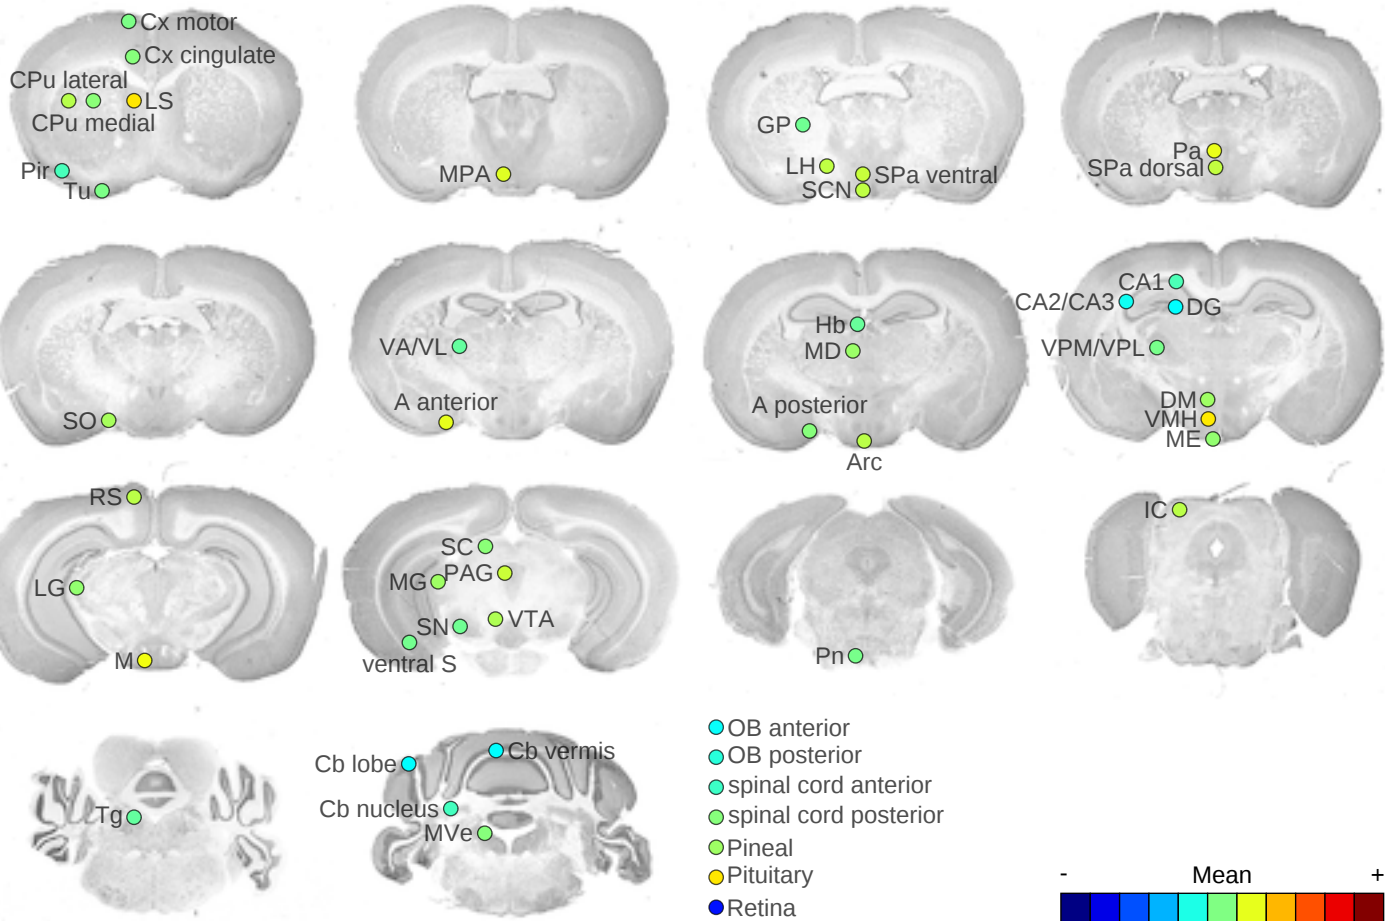 Cx motor
Cx cingulate
CPu lateral
LS
CPu medial
Pir
Tu
MPA
GP
LH
SPa ventral
SCN
Pa
SPa dorsal
SO
VA/VL
A anterior
Hb
MD
A posterior
Arc
CA1
CA2/CA3
DG
VPM/VPL
DM
VMH
ME
RS
LG
M
SC
MG
PAG
SN
VTA
ventral S
Pn
IC
Tg
Cb lobe
Cb vermis
Cb nucleus
MVe
OB anterior
OB posterior
spinal cord anterior
spinal cord posterior
Pineal
Pituitary
Retina
- Mean +